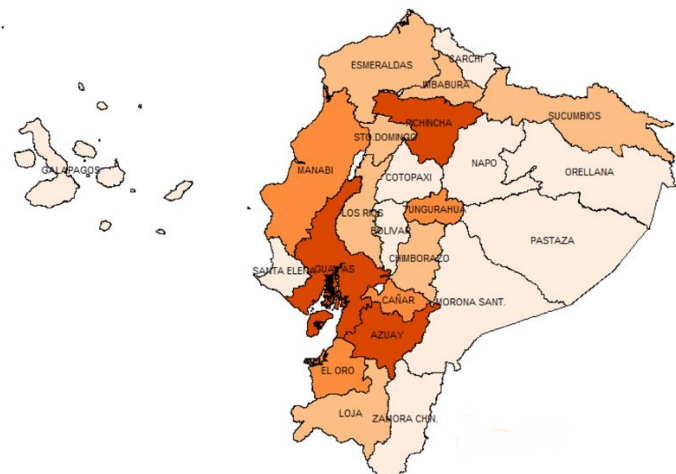 CARCHI
ESMERALDAS
IMBABURA
SUCUMBIOS
PICHINCHA
STO DOMINGO
NAPO
ORELLANA
GALAPAGOS
MANABI
COTOPAXI
TUNGURAHUA
LOS RIOS
BOLIVAR
PASTAZA
CHIMBORAZO
SANTA ELENA
GUAYAS
CAÑAR
MORONA SANT.
AZUAY
EL ORO
LOJA
ZAMORA CHIN.